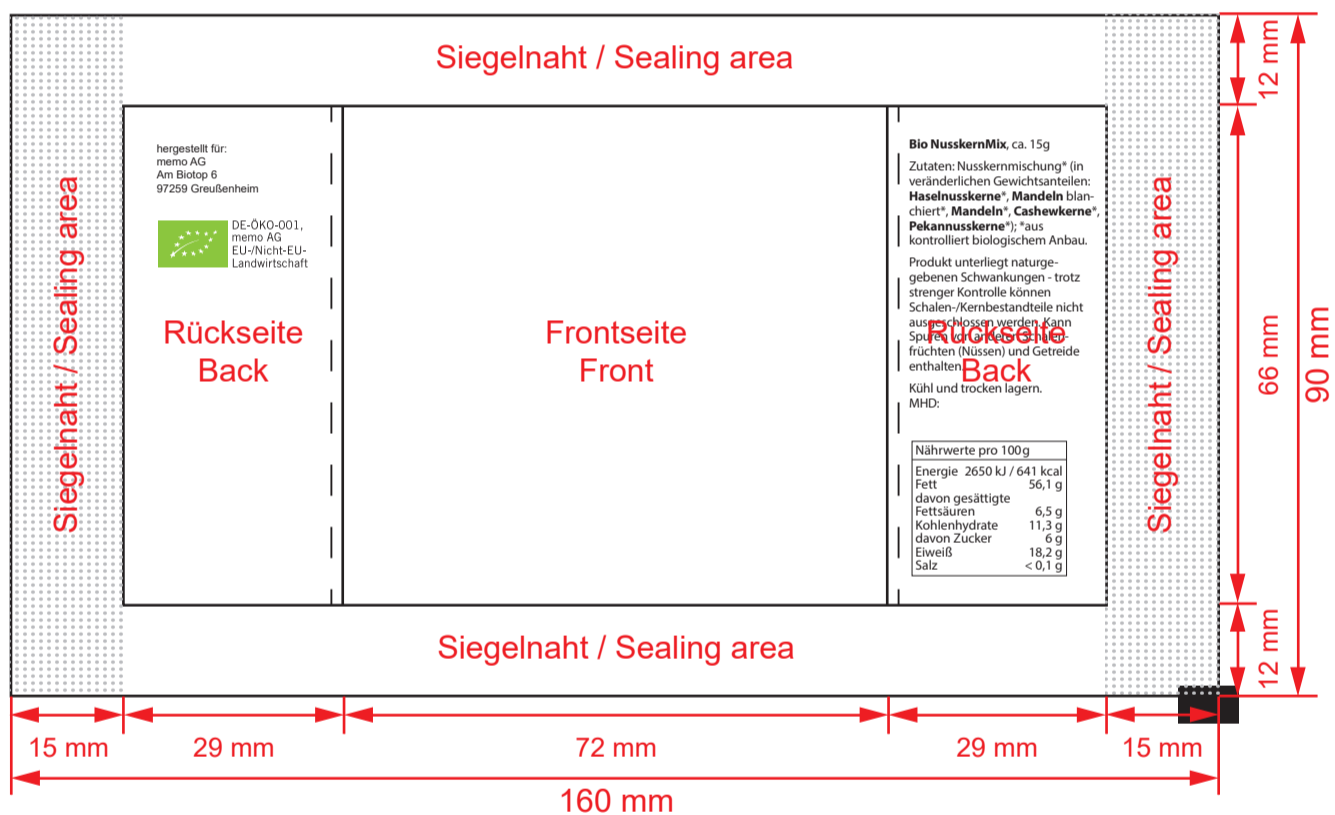 Siegelnaht / Sealing area
12 mm
Siegelnaht / Sealing area
hergestellt für:
memo AG
Am Biotop 6
97259 Greußenheim
DE-ÖKO-001,
memo AG
EU-/Nicht-EU-
Landwirtschaft
Rückseite
Back
Frontseite
Front
Bio NusskernMix, ca. 15g
Zutaten: Nusskernmischung* (in
veränderlichen Gewichtsanteilen:
Haselnusskerne*, Mandeln blan-
chiert*, Mandeln*, Cashewkerne*,
Pekannusskerne*); *aus
kontrolliert biologischem Anbau.
Produkt unterliegt naturge-
gebenen Schwankungen - trotz
strenger Kontrolle können
Schalen-/Kernbestandteile nicht
ausgeschlossen werden. Kann
Spuren von anderen Schalen-
früchten (Nüssen) und Getreide
enthalten.
Rückseite
Back
Kühl und trocken lagern.
MHD:
Nährwerte pro 100g
Energie 2650 kJ / 641 kcal
Fett 56,1 g
davon gesättigte
Fettsäuren 6,5 g
Kohlenhydrate 11,3 g
davon Zucker 6 g
Eiweiß 18,2 g
Salz < 0,1 g
Siegelnaht / Sealing area
66 mm
90 mm
Siegelnaht / Sealing area
12 mm
15 mm
29 mm
72 mm
29 mm
15 mm
160 mm